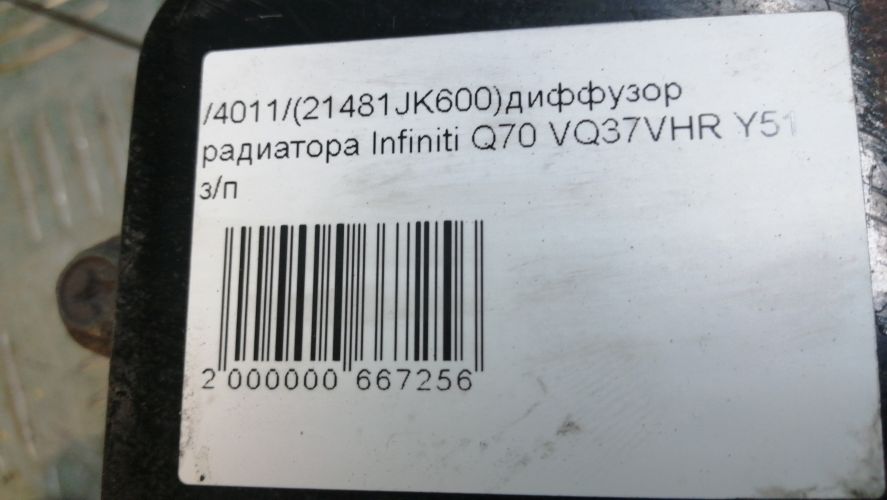 /4011/(21481JK600)диффузор
радиатора Infiniti Q70 VQ37VHR Y51
з/п
2 000000 667256